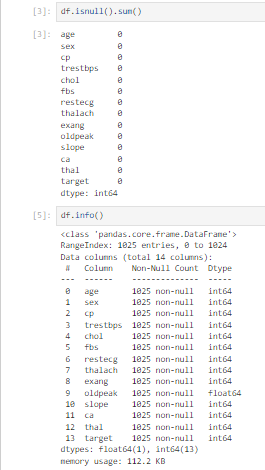 [3]: df.isnull().sum()
[3]: age 0
sex 0
cp 0
trestbps 0
chol 0
fbs 0
restecg 0
thalach 0
exang 0
oldpeak 0
slope 0
ca 0
thal 0
target 0
dtype: int64
[5]: df.info()
<class 'pandas.core.frame.DataFrame'>
RangeIndex: 1025 entries, 0 to 1024
Data columns (total 14 columns):
# Column Non-Null Count Dtype
--- ------ -------------- -----
0 age 1025 non-null int64
1 sex 1025 non-null int64
2 cp 1025 non-null int64
3 trestbps 1025 non-null int64
4 chol 1025 non-null int64
5 fbs 1025 non-null int64
6 restecg 1025 non-null int64
7 thalach 1025 non-null int64
8 exang 1025 non-null int64
9 oldpeak 1025 non-null float64
10 slope 1025 non-null int64
11 ca 1025 non-null int64
12 thal 1025 non-null int64
13 target 1025 non-null int64
dtypes: float64(1), int64(13)
memory usage: 112.2 KB